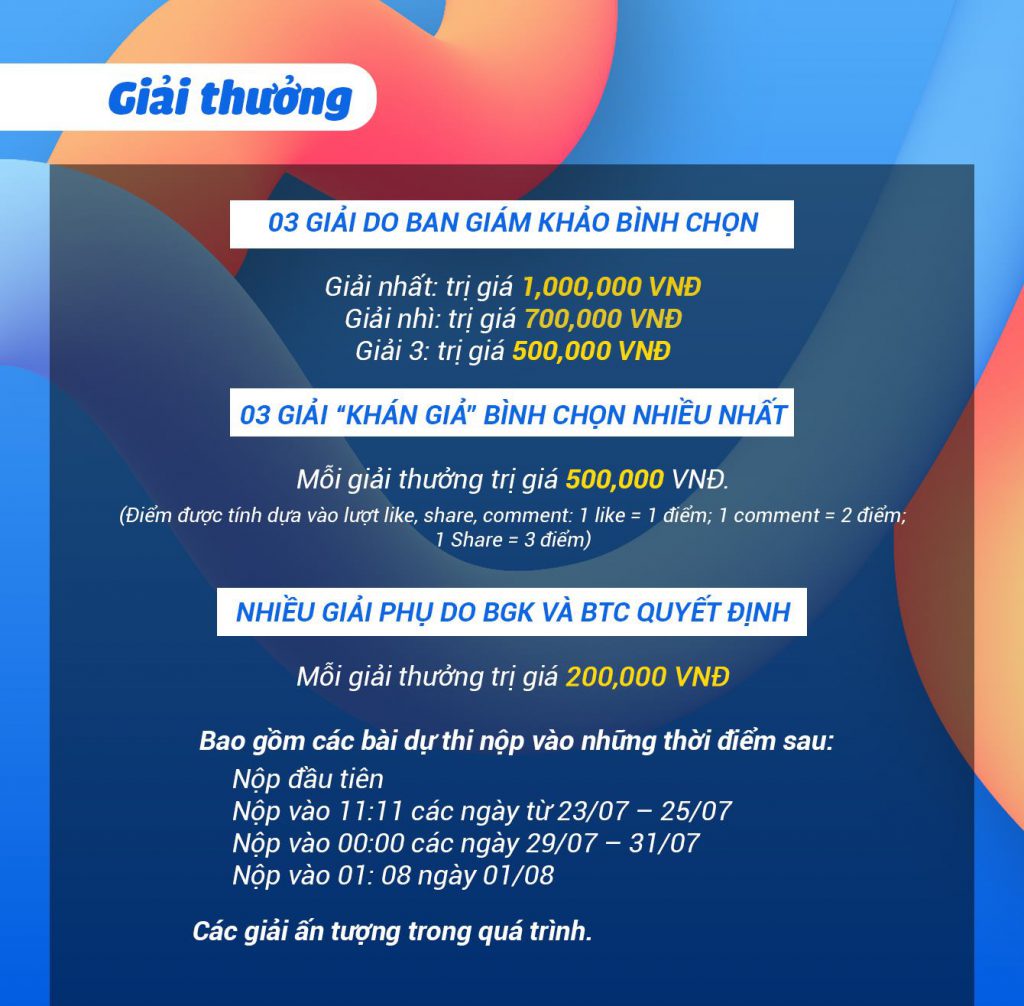 Giải thưởng
03 GIẢI DO BAN GIÁM KHẢO BÌNH CHỌN
Giải nhất: trị giá 1,000,000 VNĐ
Giải nhì: trị giá 700,000 VNĐ
Giải 3: trị giá 500,000 VNĐ
03 GIẢI “KHÁN GIẢ” BÌNH CHỌN NHIỀU NHẤT
Mỗi giải thưởng trị giá 500,000 VNĐ.
(Điểm được tính dựa vào lượt like, share, comment: 1 like = 1 điểm; 1 comment = 2 điểm;
1 Share = 3 điểm)
NHIỀU GIẢI PHỤ DO BGK VÀ BTC QUYẾT ĐỊNH
Mỗi giải thưởng trị giá 200,000 VNĐ
Bao gồm các bài dự thi nộp vào những thời điểm sau:
Nộp đầu tiên
Nộp vào 11:11 các ngày từ 23/07 – 25/07
Nộp vào 00:00 các ngày 29/07 – 31/07
Nộp vào 01: 08 ngày 01/08
Các giải ấn tượng trong quá trình.